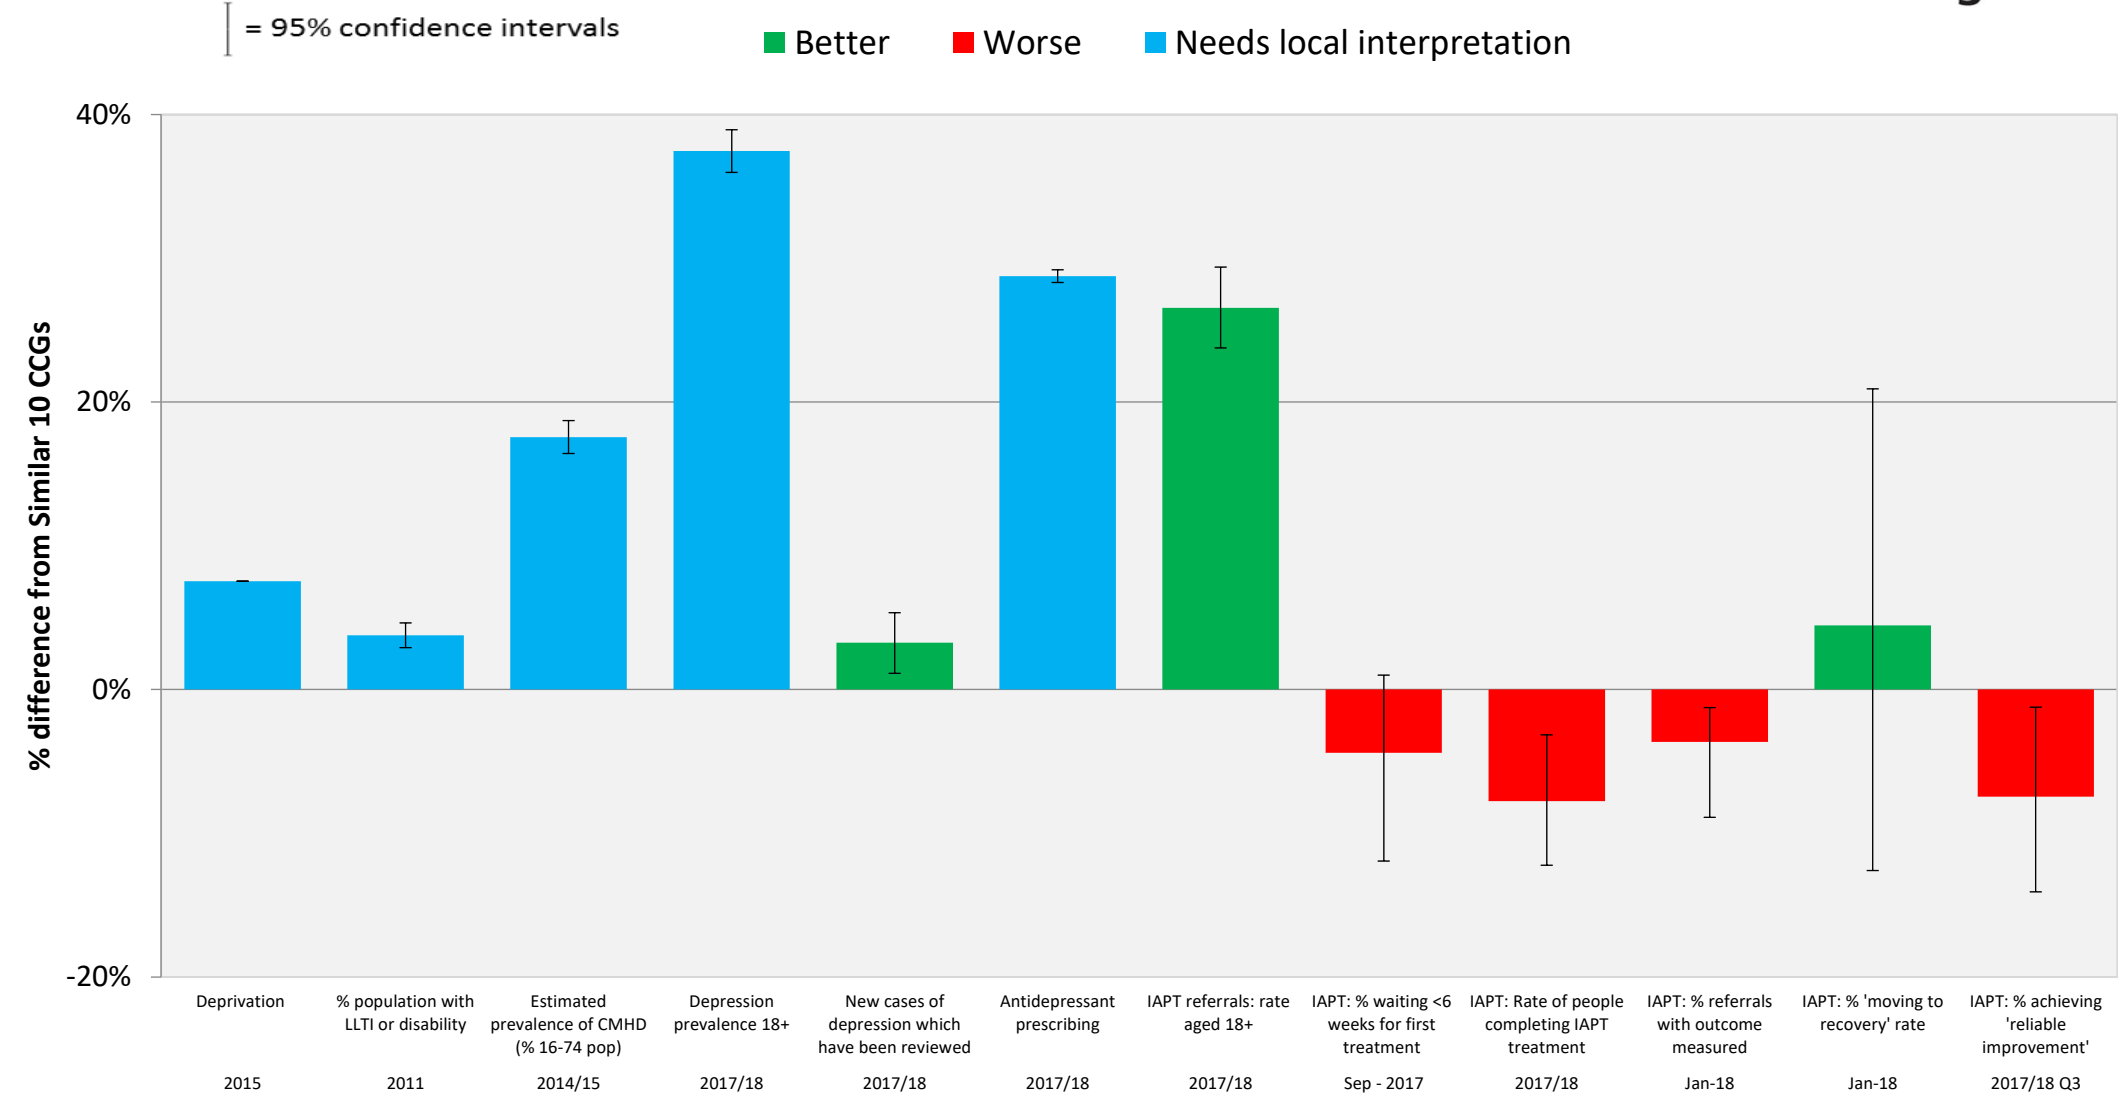 = 95% confidence intervals
Better
Worse
Needs local interpretation
% difference from Similar 10 CCGs
40%
20%
0%
-20%
Deprivation
2015
% population with
LLTI or disability
2011
Estimated
prevalence of CMHD
(% 16-74 pop)
2014/15
Depression
prevalence 18+
2017/18
New cases of
depression which
have been reviewed
2017/18
Antidepressant
prescribing
2017/18
IAPT referrals: rate
aged 18+
2017/18
IAPT: % waiting <6
weeks for first
treatment
Sep - 2017
IAPT: Rate of people
completing IAPT
treatment
2017/18
IAPT: % referrals
with outcome
measured
Jan-18
IAPT: % 'moving to
recovery' rate
Jan-18
IAPT: % achieving
'reliable
improvement'
2017/18 Q3